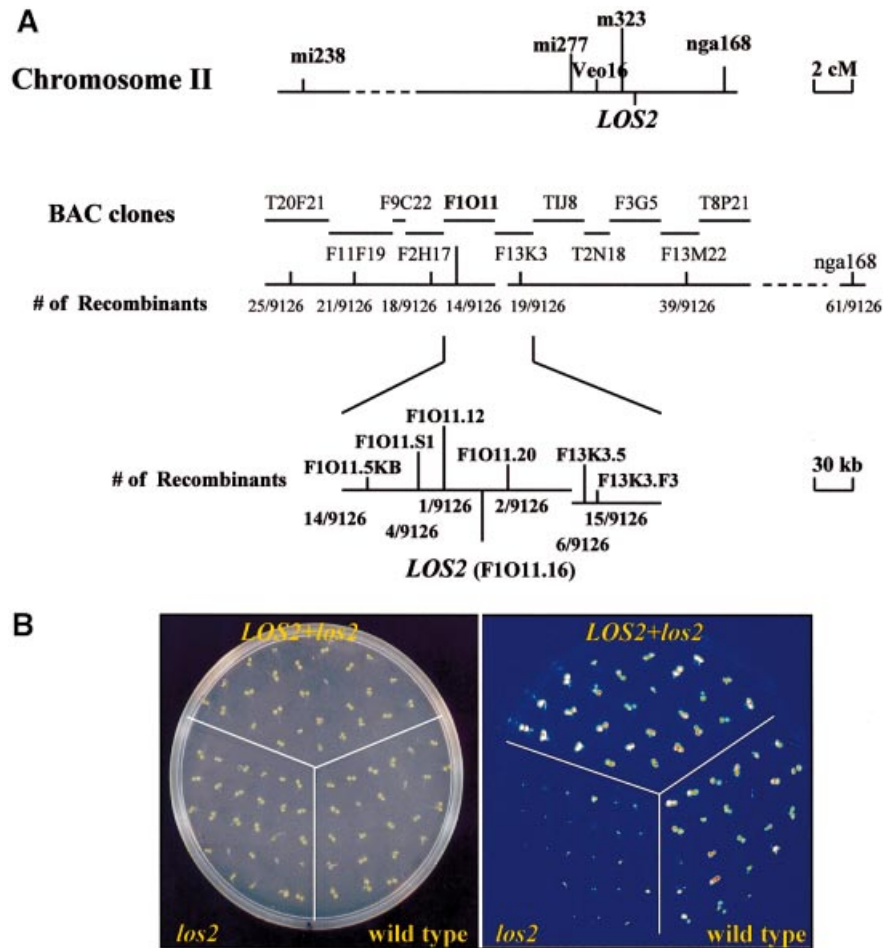 A
m323
mi238
mi277
nga168
Veo16
2 cM
Chromosome II
LOS2
F9C22
F1O11
TIJ8
F3G5
T8P21
T20F21
BAC clones
F11F19
F2H17
F13K3
T2N18
F13M22
nga168
# of Recombinants
25/9126
21/9126
18/9126
14/9126
19/9126
39/9126
61/9126
F1O11.12
F1O11.S1
F1O11.20
F13K3.5
F1O11.5KB
F13K3.F3
30 kb
# of Recombinants
1/9126
2/9126
15/9126
14/9126
4/9126
6/9126
LOS2 (F1O11.16)
B
LOS2+los2
LOS2+los2
los2
wild type
los2
wild type